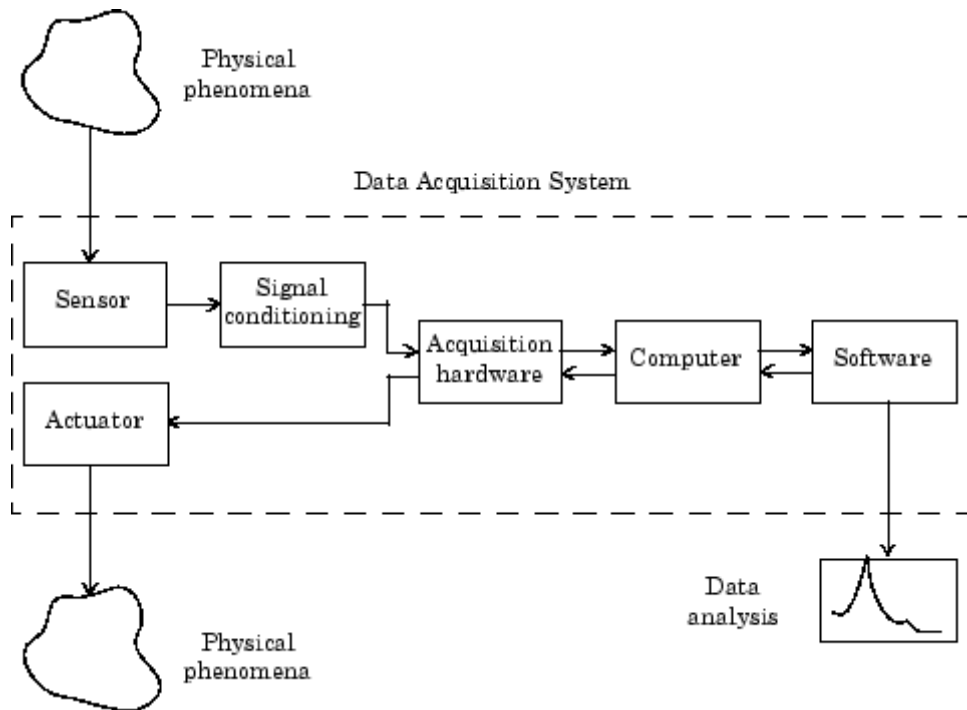 Physical
phenomena
Data Acquisition System
Sensor
Signal
conditioning
Acquisition
hardware
Computer
Software
Actuator
Data
analysis
Physical
phenomena